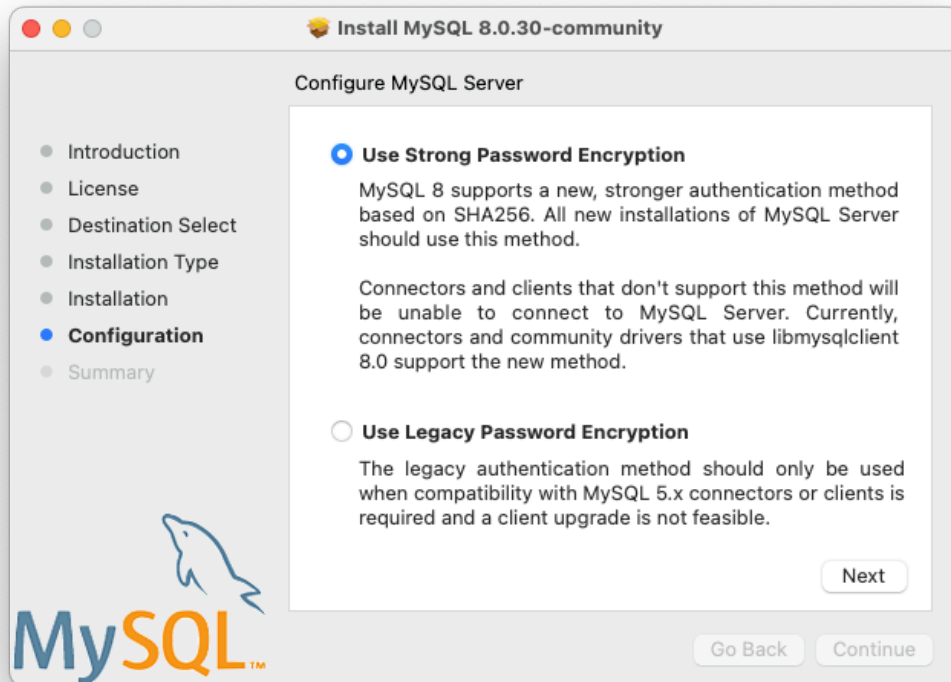 Install MySQL 8.0.30-community
Configure MySQL Server
Introduction
License
Destination Select
Installation Type
Installation
Configuration
Summary
Use Strong Password Encryption
MySQL 8 supports a new, stronger authentication method
based on SHA256. All new installations of MySQL Server
should use this method.
Connectors and clients that don't support this method will
be unable to connect to MySQL Server. Currently,
connectors and community drivers that use libmysqlclient
8.0 support the new method.
Use Legacy Password Encryption
The legacy authentication method should only be used
when compatibility with MySQL 5.x connectors or clients is
required and a client upgrade is not feasible.
Next
MySQL™
Go Back
Continue